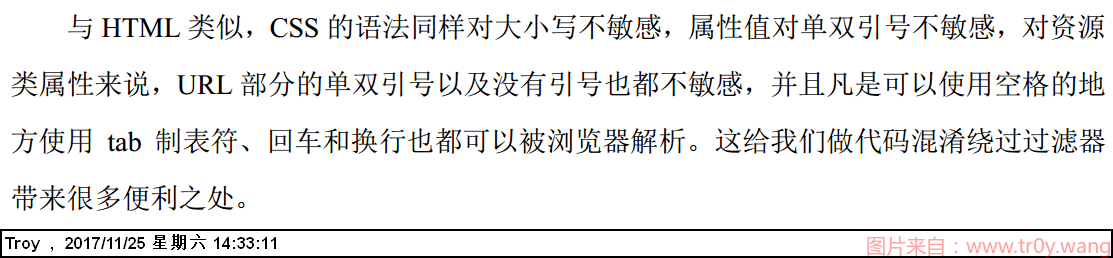 与 HTML 类似，CSS 的语法同样对大小写不敏感，属性值对单双引号不敏感，对资源
类属性来说，URL 部分的单双引号以及没有引号也都不敏感，并且凡是可以使用空格的地
方使用 tab 制表符、回车和换行也都可以被浏览器解析。这给我们做代码混淆绕过过滤器
带来很多便利之处。
Troy , 2017/11/25 星期六 14:33:11
图片来自：www.tr0y.wang